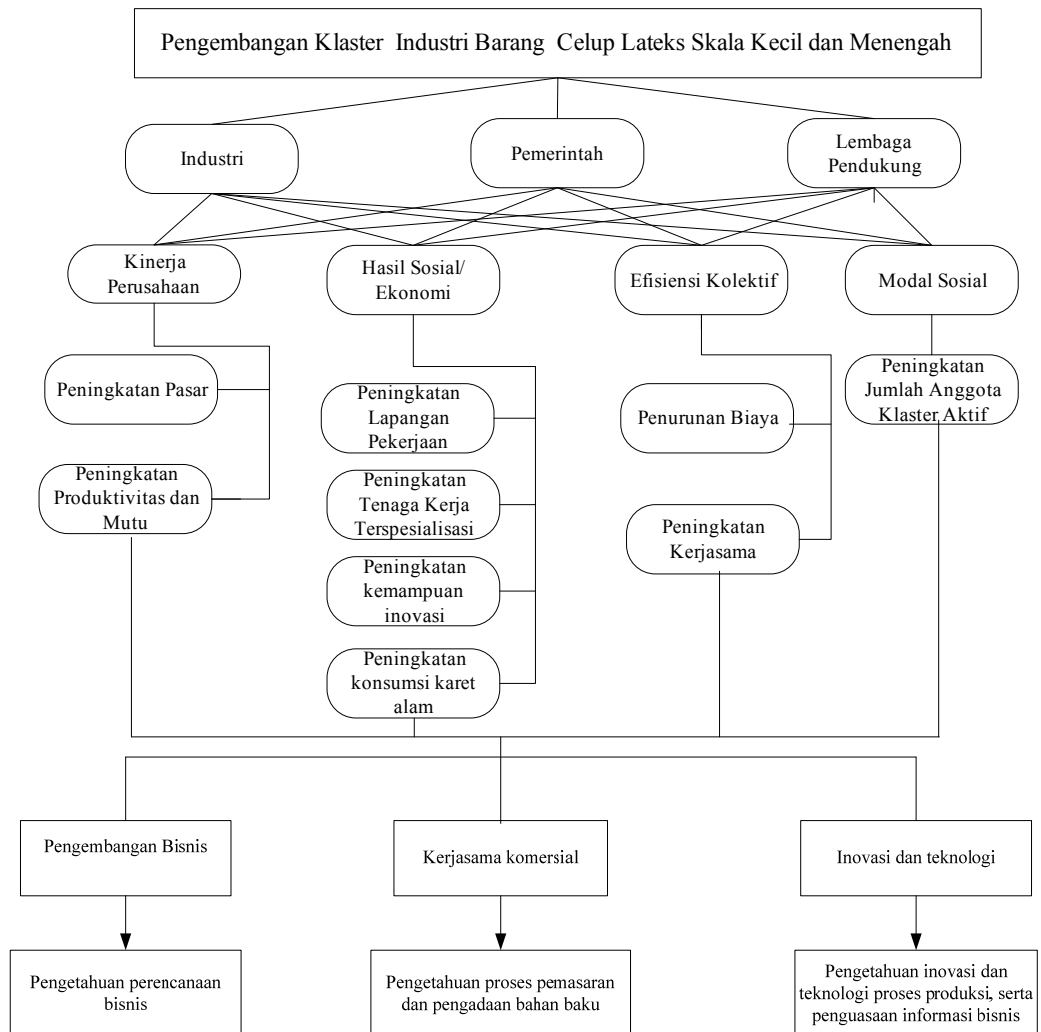 Pengembangan Klaster Industri Barang Celup Lateks Skala Kecil dan Menengah
Industri
Pemerintah
Lembaga
Pendukung
Kinerja
Perusahaan
Hasil Sosial/
Ekonomi
Efisiensi Kolektif
Modal Sosial
Peningkatan Pasar
Peningkatan
Produktivitas dan
Mutu
Peningkatan
Lapangan
Pekerjaan
Peningkatan
Tenaga Kerja
Terspesialisasi
Peningkatan
kemampuan
inovasi
Peningkatan
konsumsi karet
alam
Penurunan Biaya
Peningkatan
Kerjasama
Peningkatan
Jumlah Anggota
Klaster Aktif
Pengembangan Bisnis
Kerjasama komersial
Inovasi dan teknologi
Pengetahuan perencanaan
bisnis
Pengetahuan proses pemasaran
dan pengadaan bahan baku
Pengetahuan inovasi dan
teknologi proses produksi, serta
penguasaan informasi bisnis